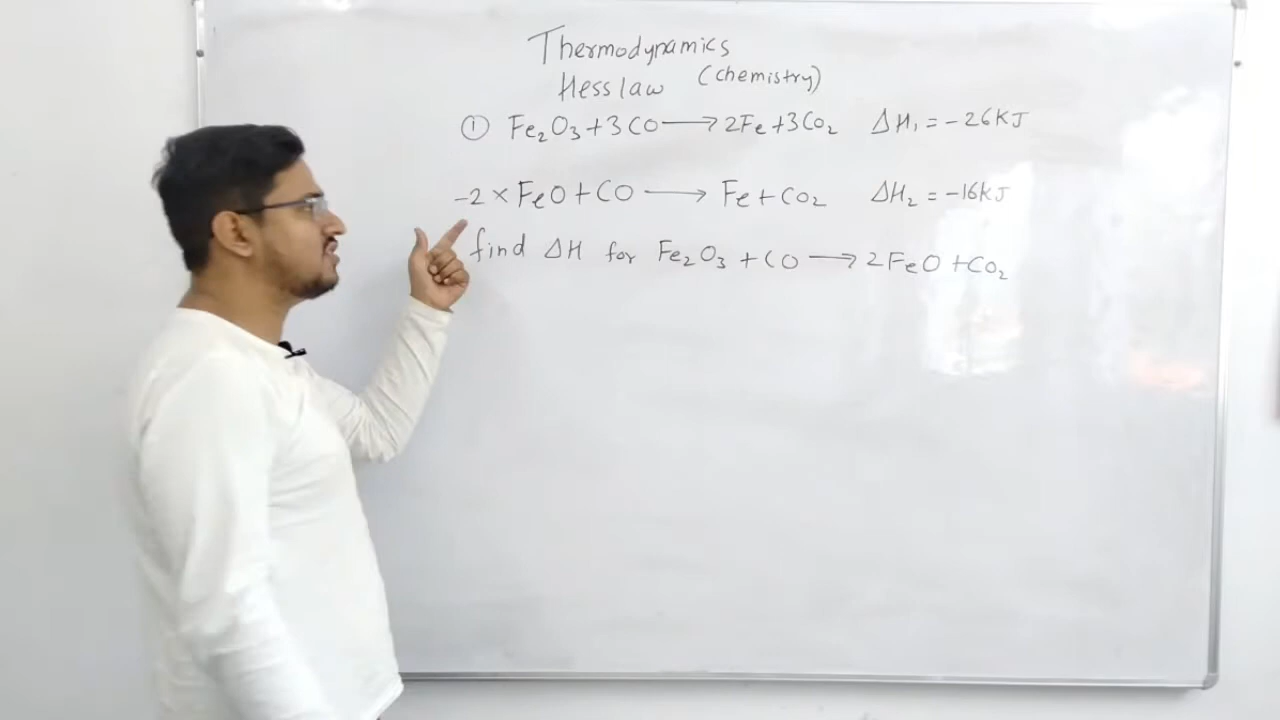 Thermodynamics
Hess law (chemistry)
① Fe₂O₃ + 3CO → 2Fe + 3CO₂ ΔH₁ = -26KJ
-2 × FeO + CO → Fe + CO₂ ΔH₂ = -16KJ
find ΔH for Fe₂O₃ + CO → 2FeO + CO₂